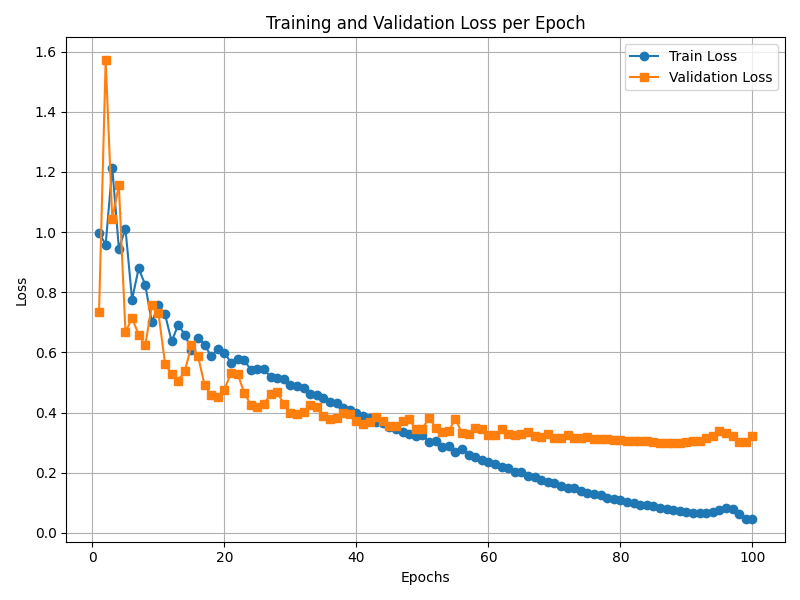 Training and Validation Loss per Epoch
Train Loss
Validation Loss
1.6
1.4
1.2
1.0
0.8
0.6
0.4
0.2
0.0
Loss
0 20 40 60 80 100
Epochs